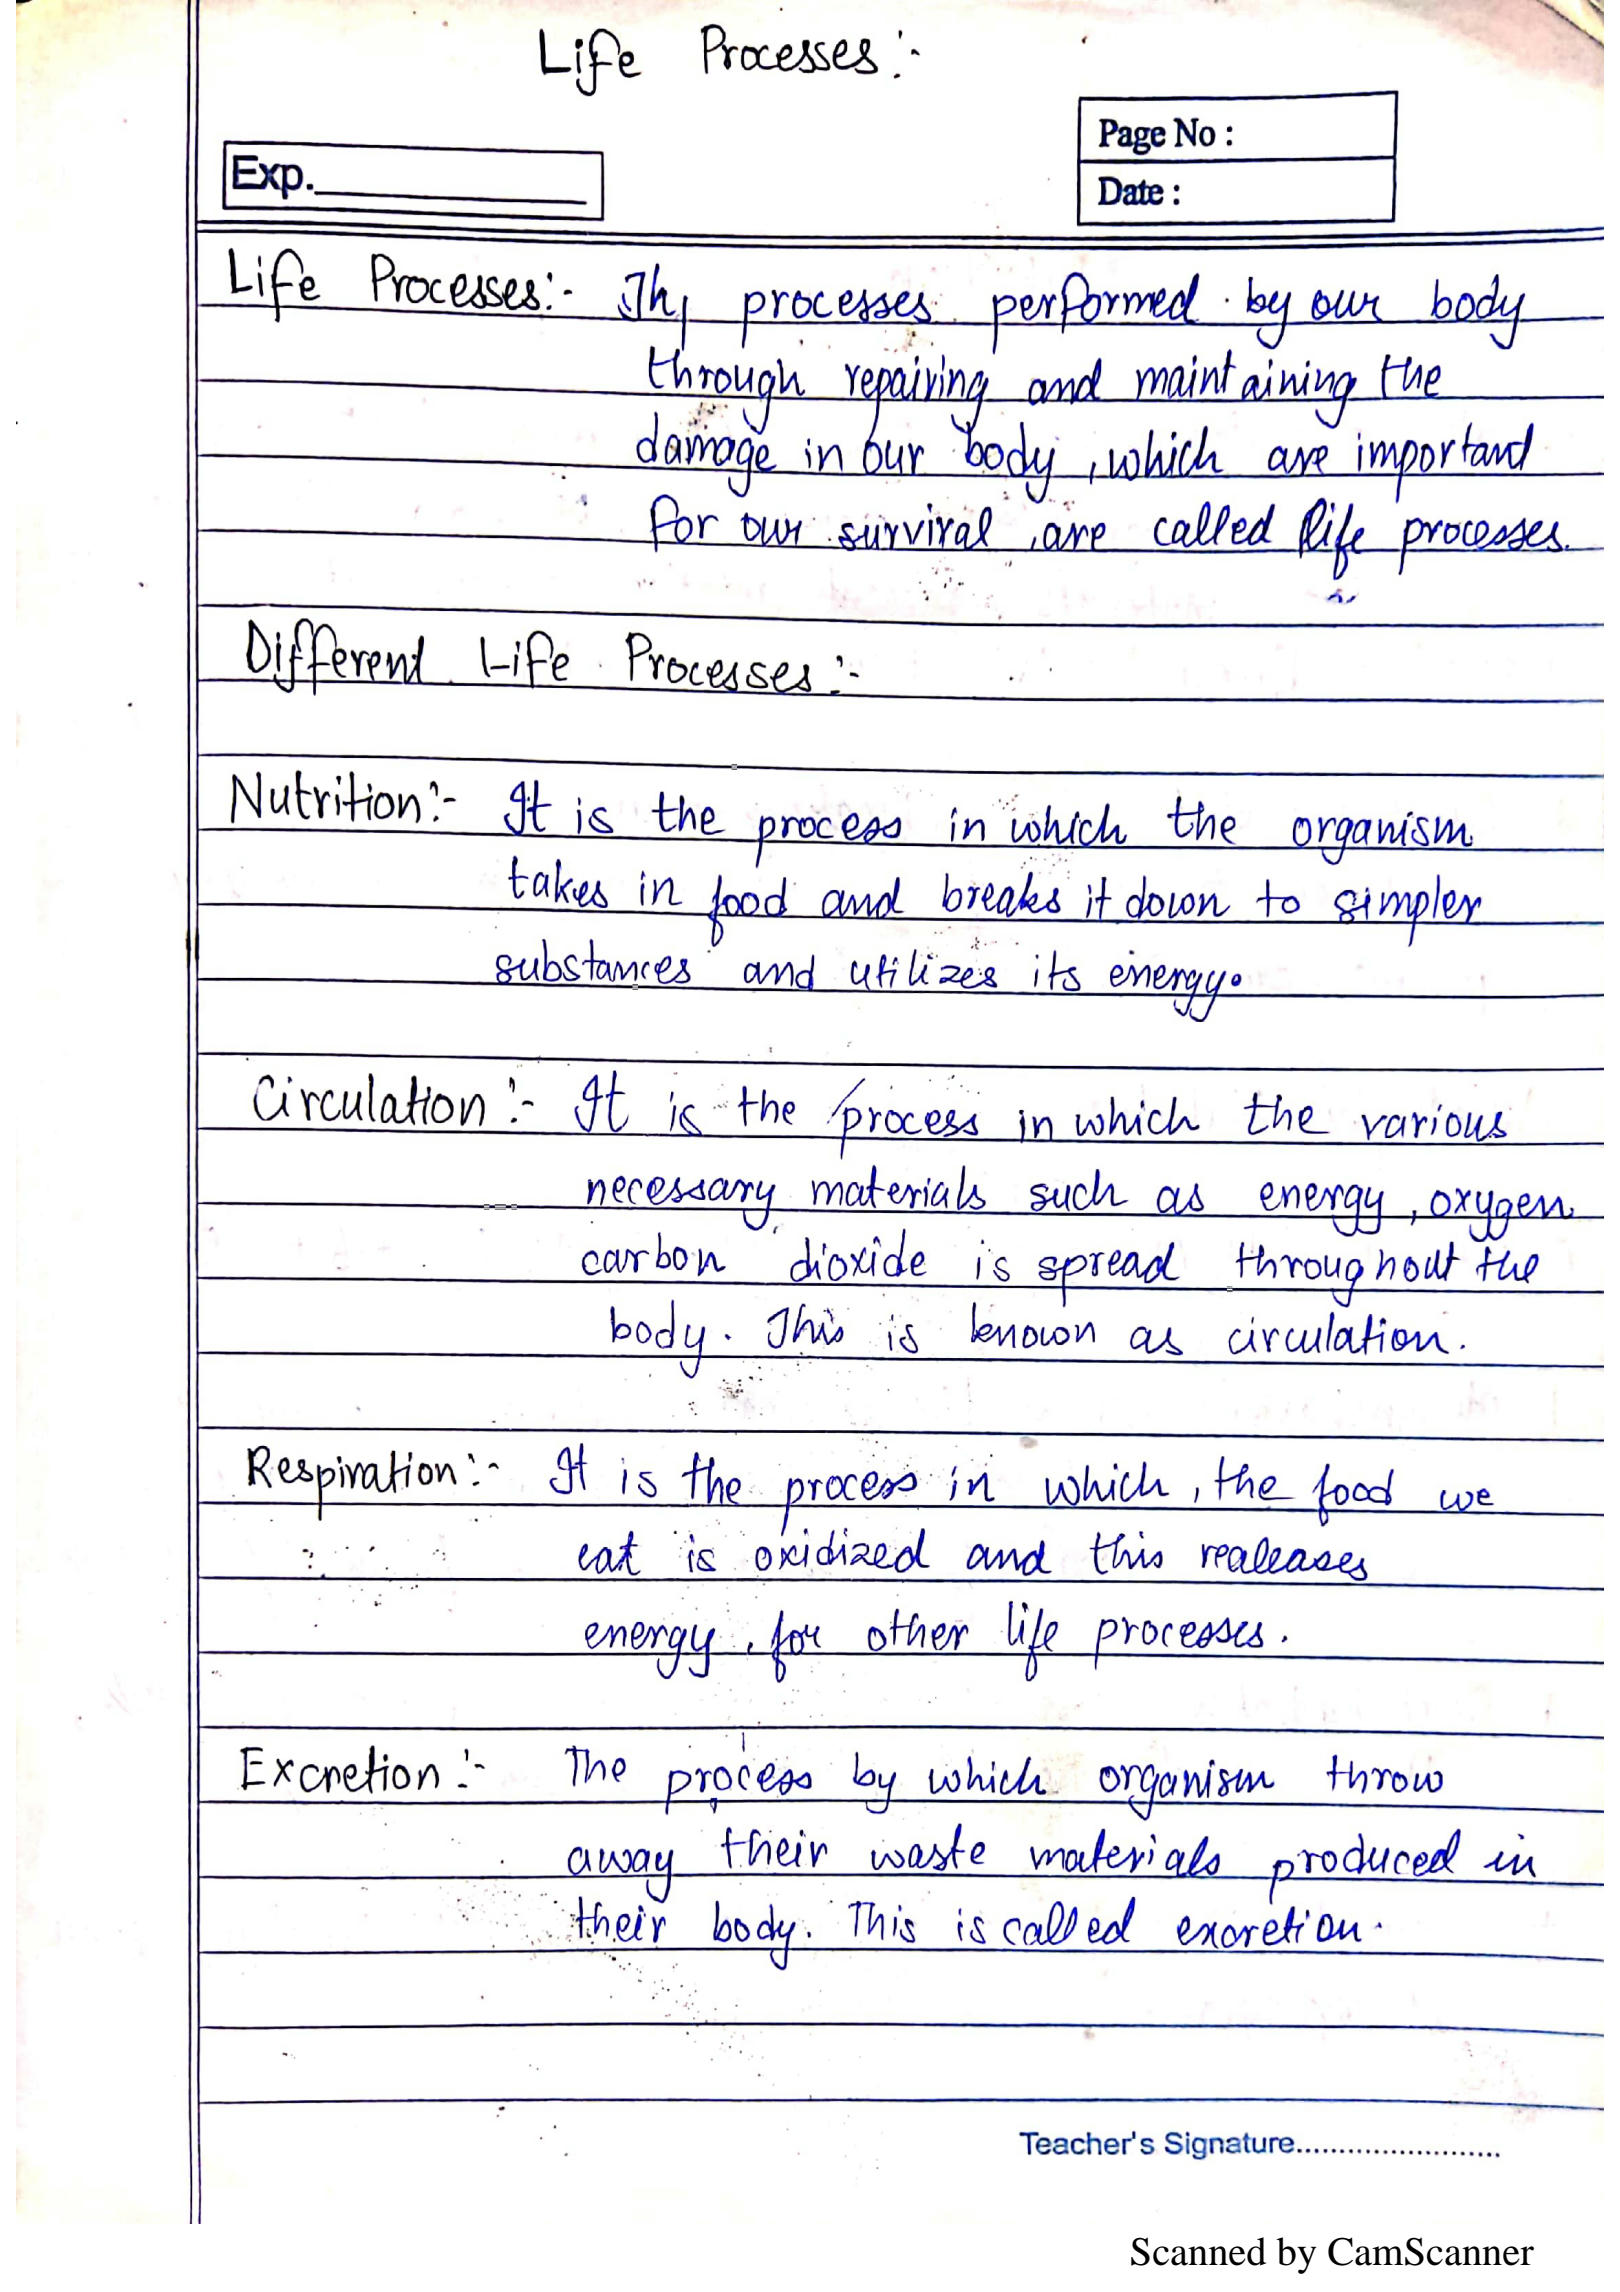 Life Processes:-
Page No :
Exp.
Date :
Life Processes:- Thy processes performed by our body
through repairing and maintaining the
damage in our body, which are important
for our survival, are called life processes.
Different Life Processes:-
Nutrition:- It is the process in which the organism
takes in food and breaks it down to simpler
substances and utilizes its energy.
Circulation:- It is the process in which the various
necessary materials such as energy, oxygen
carbon dioxide is spread throughout the
body. This is known as circulation.
Respiration:- It is the process in which, the food we
eat is oxidized and this realeases
energy, for other life processes.
Excretion:- The process by which organism throw
away their waste materials produced in
their body. This is called excretion.
Teacher's Signature........................
Scanned by CamScanner